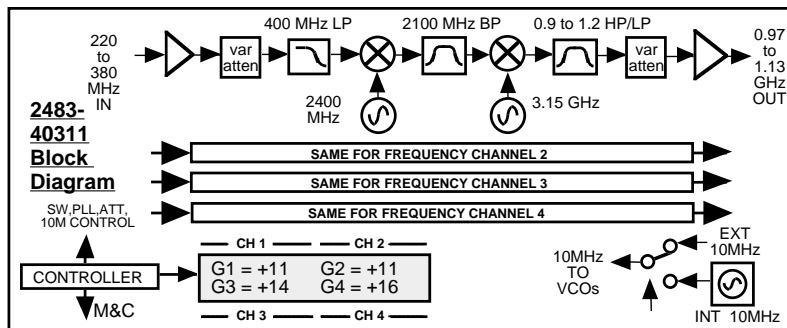 400 MHz LP
2100 MHz BP
0.9 to 1.2 HP/LP
220
to
380
MHz
IN
var
atten
var
atten
0.97
to
1.13
GHz
OUT
2400
MHz
3.15 GHz
2483-
40311
Block
Diagram
SAME FOR FREQUENCY CHANNEL 2
SAME FOR FREQUENCY CHANNEL 3
SAME FOR FREQUENCY CHANNEL 4
SW,PLL,ATT,
10M CONTROL
CONTROLLER
M&C
CH 1
CH 2
G1 = +11 G2 = +11
G3 = +14 G4 = +16
CH 3
CH 4
10MHz
TO
VCOs
EXT
10MHz
INT 10MHz